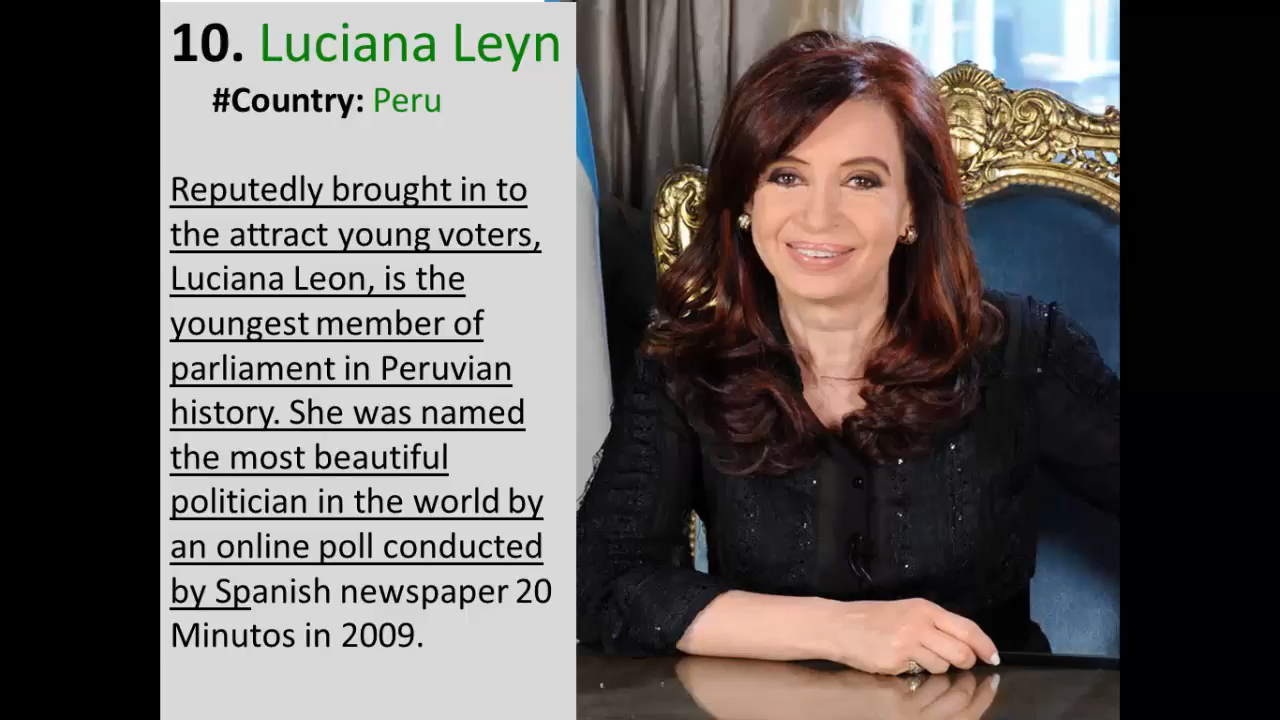 10. Luciana Leyn
#Country: Peru
Reputedly brought in to
the attract young voters,
Luciana Leon, is the
youngest member of
parliament in Peruvian
history. She was named
the most beautiful
politician in the world by
an online poll conducted
by Spanish newspaper 20
Minutos in 2009.